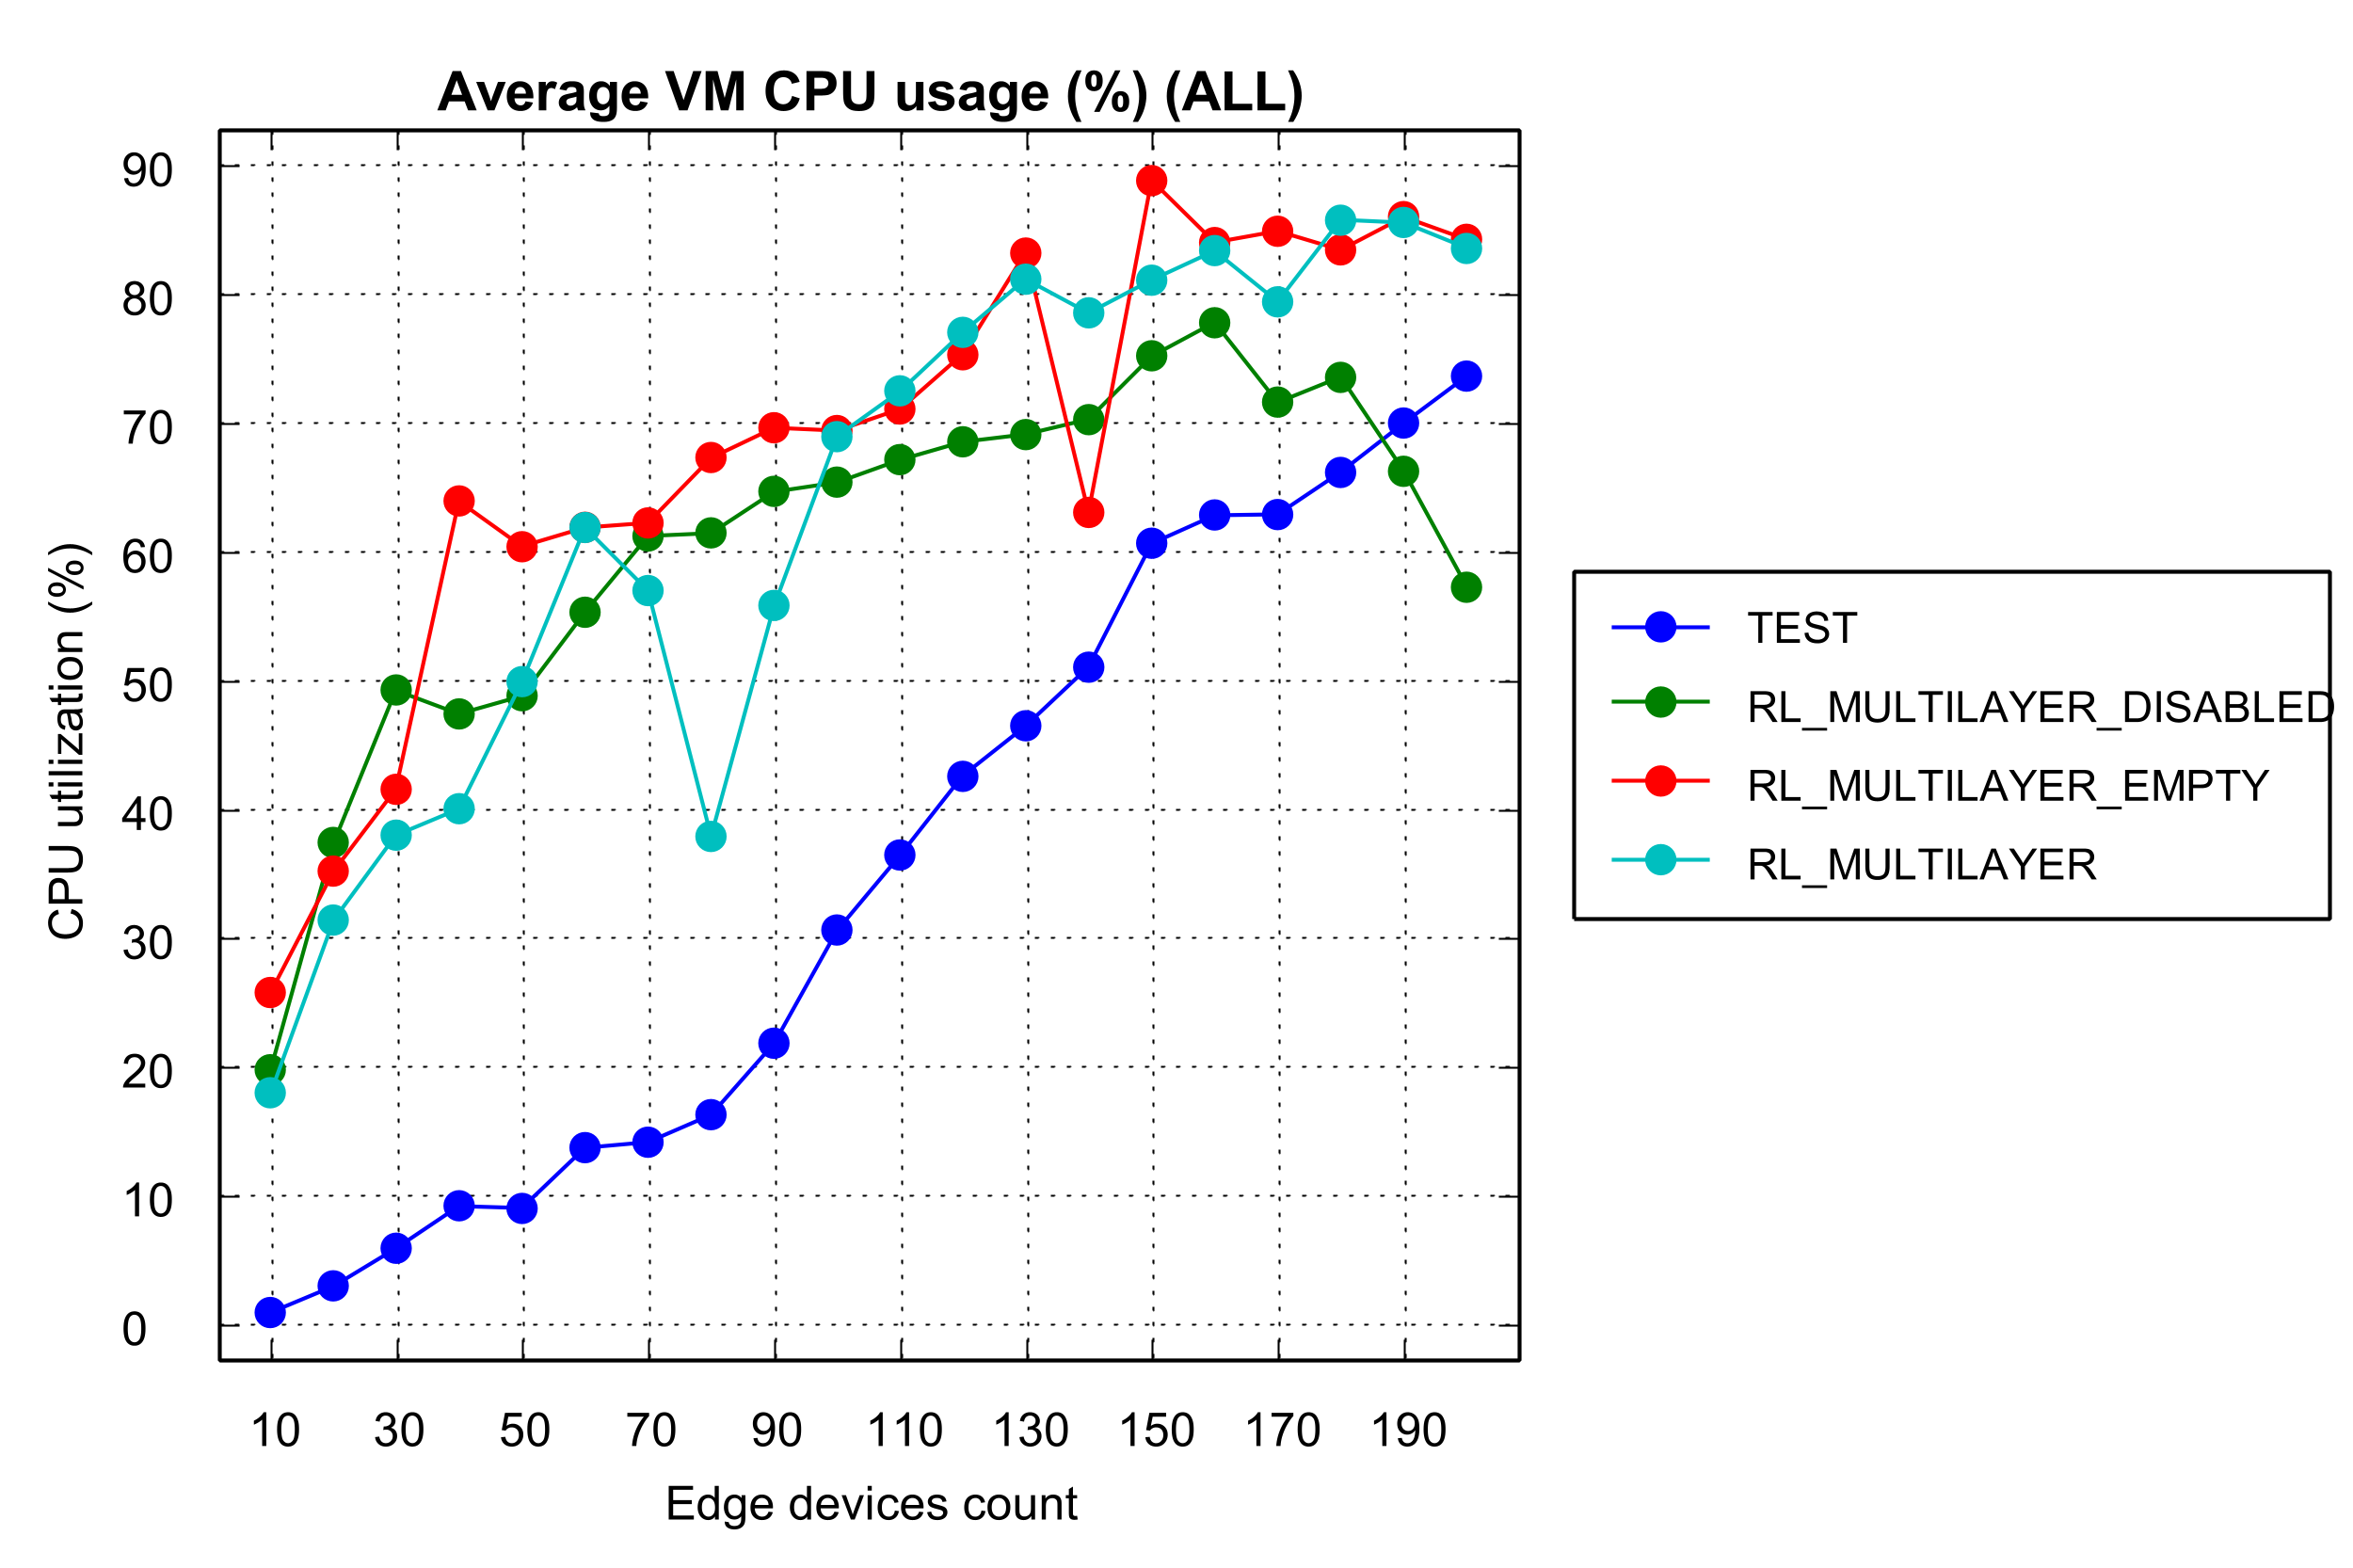 Average VM CPU usage (%) (ALL)
90
80
70
60
50
40
30
20
10
0
CPU utilization (%)
10 30 50 70 90 110 130 150 170 190
Edge devices count
TEST
RL_MULTILAYER_DISABLED
RL_MULTILAYER_EMPTY
RL_MULTILAYER